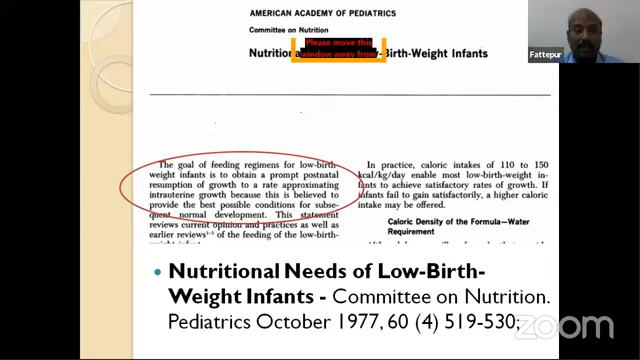 AMERICAN ACADEMY OF PEDIATRICS
Committee on Nutrition
Please move this
window away from
Nutritional -Birth-Weight Infants
Fattepur
The goal of feeding regimens for low-birth-
weight infants is to obtain a prompt postnatal
resumption of growth to a rate approximating
intrauterine growth because this is believed to
provide the best possible conditions for subse-
quent normal development. This statement
reviews current opinion and practices as well as
earlier reviews of the feeding of the low-birth-
weight infant
In practice, caloric intakes of 110 to 150
kcal/kg/day enable most low-birth-weight in-
fants to achieve satisfactory rates of growth. If
infants fail to gain satisfactorily, a higher caloric
intake may be offered.
Caloric Density of the Formula—Water
Requirement
• Nutritional Needs of Low-Birth-
Weight Infants - Committee on Nutrition.
Pediatrics October 1977, 60 (4) 519-530;
zoom